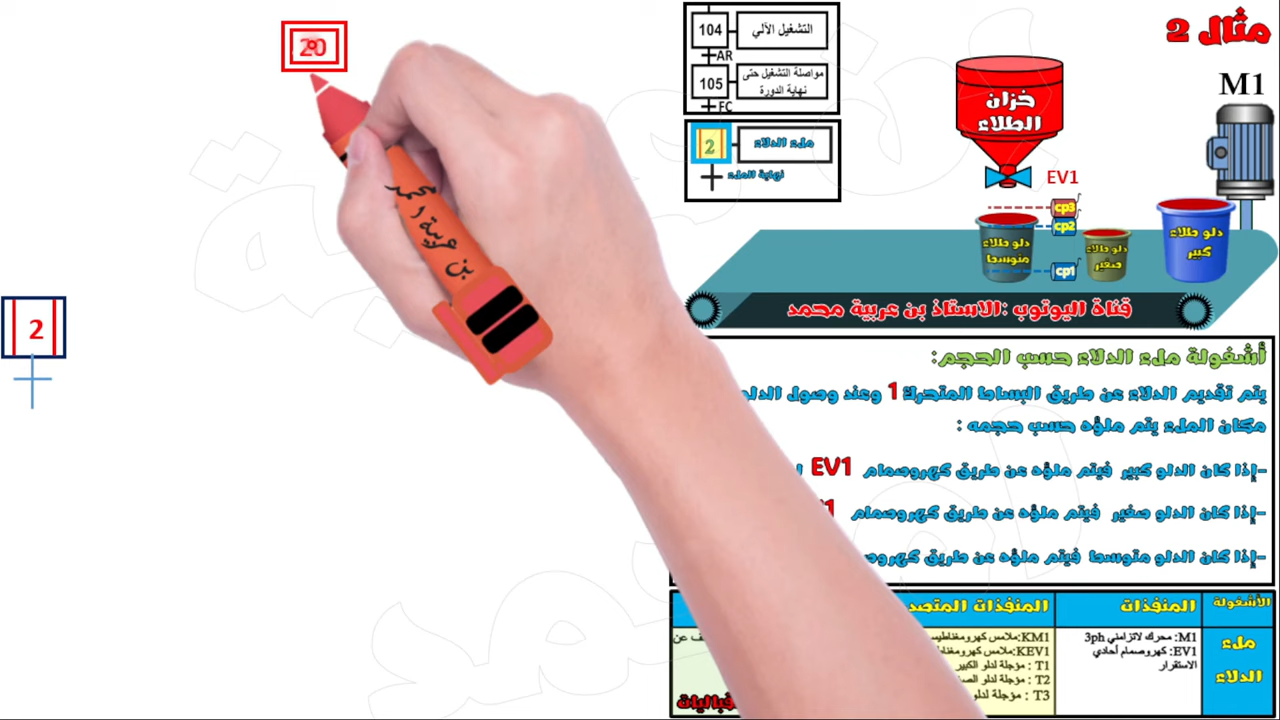 مثال 2
M1
خزان
الطلاء
EV1
cp3
cp2
cp1
دلو طلاء
متوسط
دلو طلاء
صغير
دلو طلاء
كبير
قناة اليوتوب :الاستاذ بن عربية محمد
104
التشغيل الآلي
AR
105
مواصلة التشغيل حتى
نهاية الدورة
FC
2
ملء الدلاء
نهاية الملء
20
2
بن عربية محمد
أشغولة ملء الدلاء حسب الحجم:
يتم تقديم الدلاء عن طريق البساط المتحرك 1 وعند وصول الدلو
مكان الملء يتم ملؤه حسب حجمه :
-إذا كان الدلو كبير فيتم ملؤه عن طريق كهروصمام EV1
-إذا كان الدلو صغير فيتم ملؤه عن طريق كهروصمام
-إذا كان الدلو متوسط فيتم ملؤه عن طريق
الأشغولة
المنفذات
المنفذات
ملء
الدلاء
M1: محرك لاتزامني 3ph
EV1: كهروصمام أحادي
الاستقرار
KM1:ملامس
KEV1:ملامس
T1 : مؤجلة لدلو الكبير
T2 : مؤجلة لدلو
T3 : مؤجلة لدلو